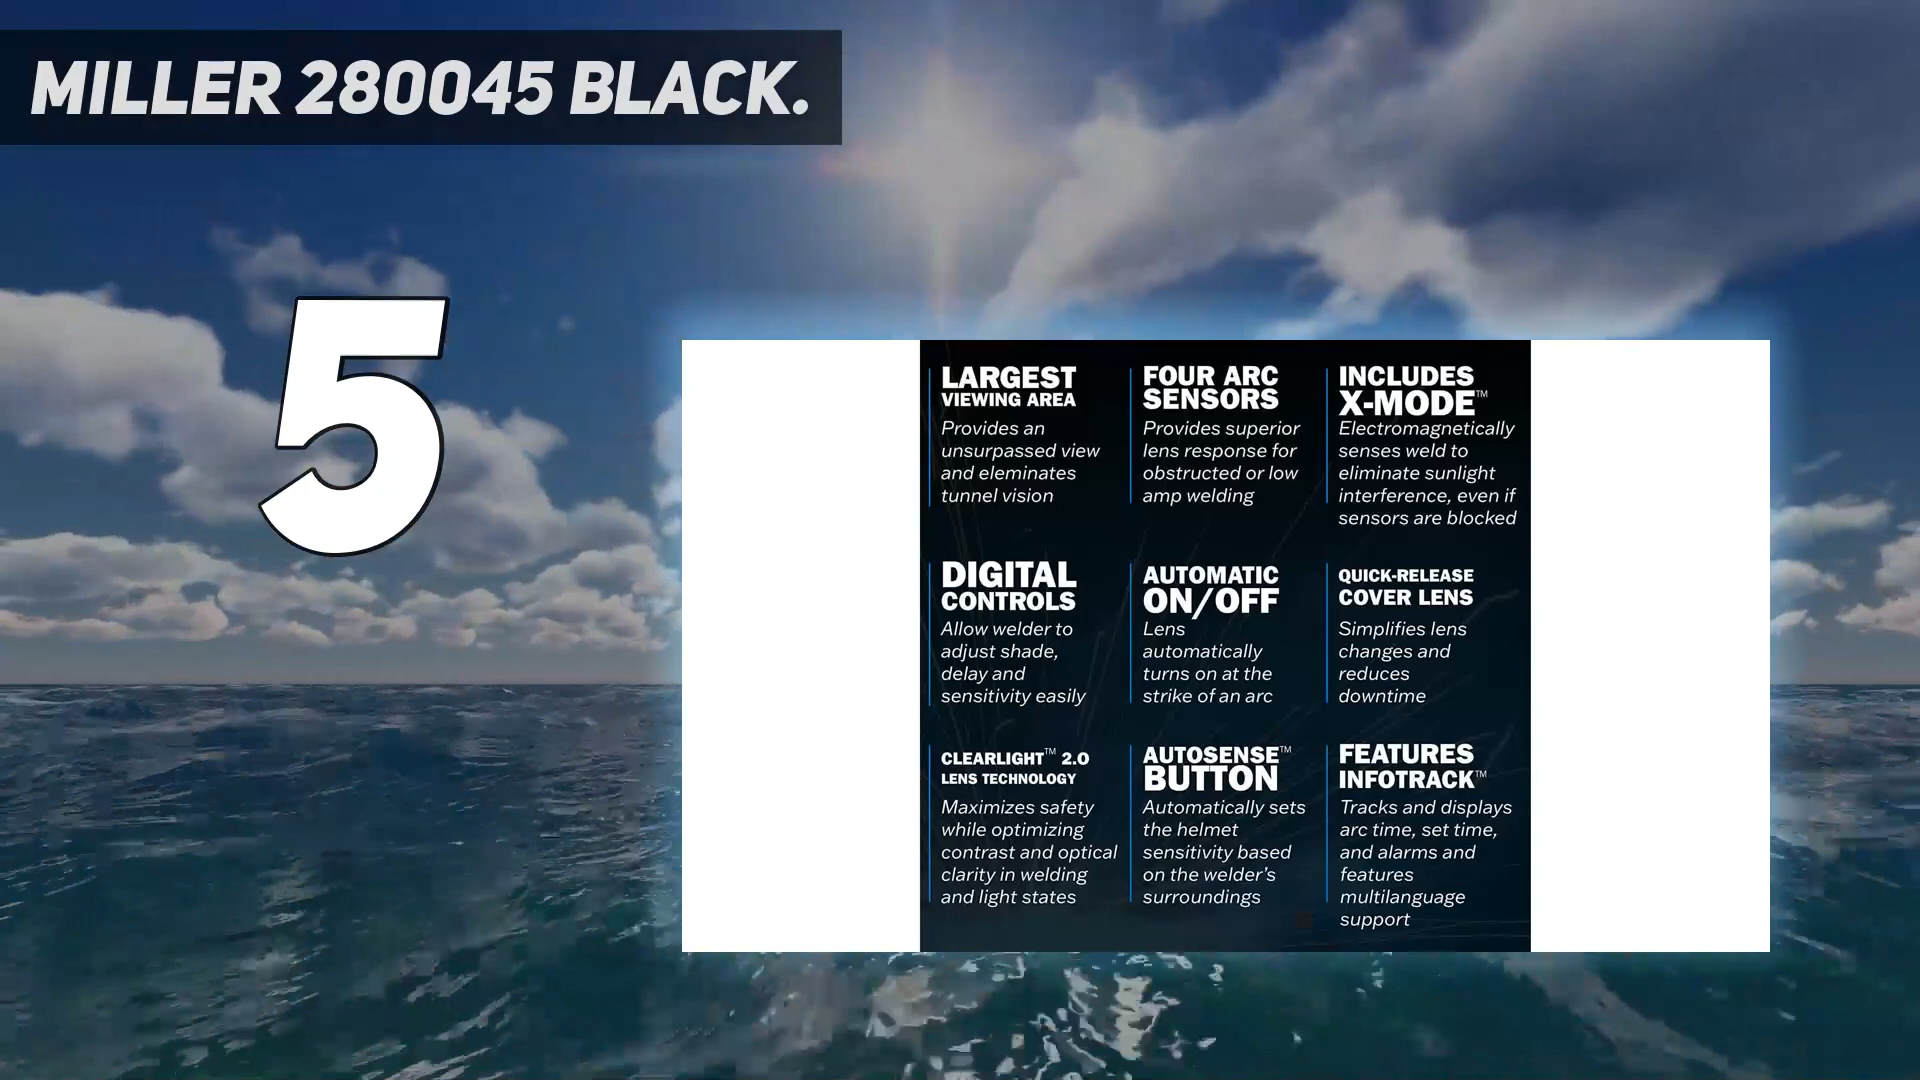 MILLER 280045 BLACK.
5
LARGEST
VIEWING AREA
Provides an
unsurpassed view
and eleminates
tunnel vision
FOUR ARC
SENSORS
Provides superior
lens response for
obstructed or low
amp welding
INCLUDES
X-MODE™
Electromagnetically
senses weld to
eliminate sunlight
interference, even if
sensors are blocked
DIGITAL
CONTROLS
Allow welder to
adjust shade,
delay and
sensitivity easily
AUTOMATIC
ON/OFF
Lens
automatically
turns on at the
strike of an arc
QUICK-RELEASE
COVER LENS
Simplifies lens
changes and
reduces
downtime
CLEARLIGHT™ 2.0
LENS TECHNOLOGY
Maximizes safety
while optimizing
contrast and optical
clarity in welding
and light states
AUTOSENSE™
BUTTON
Automatically sets
the helmet
sensitivity based
on the welder's
surroundings
FEATURES
INFOTRACK™
Tracks and displays
arc time, set time,
and alarms and
features
multilanguage
support